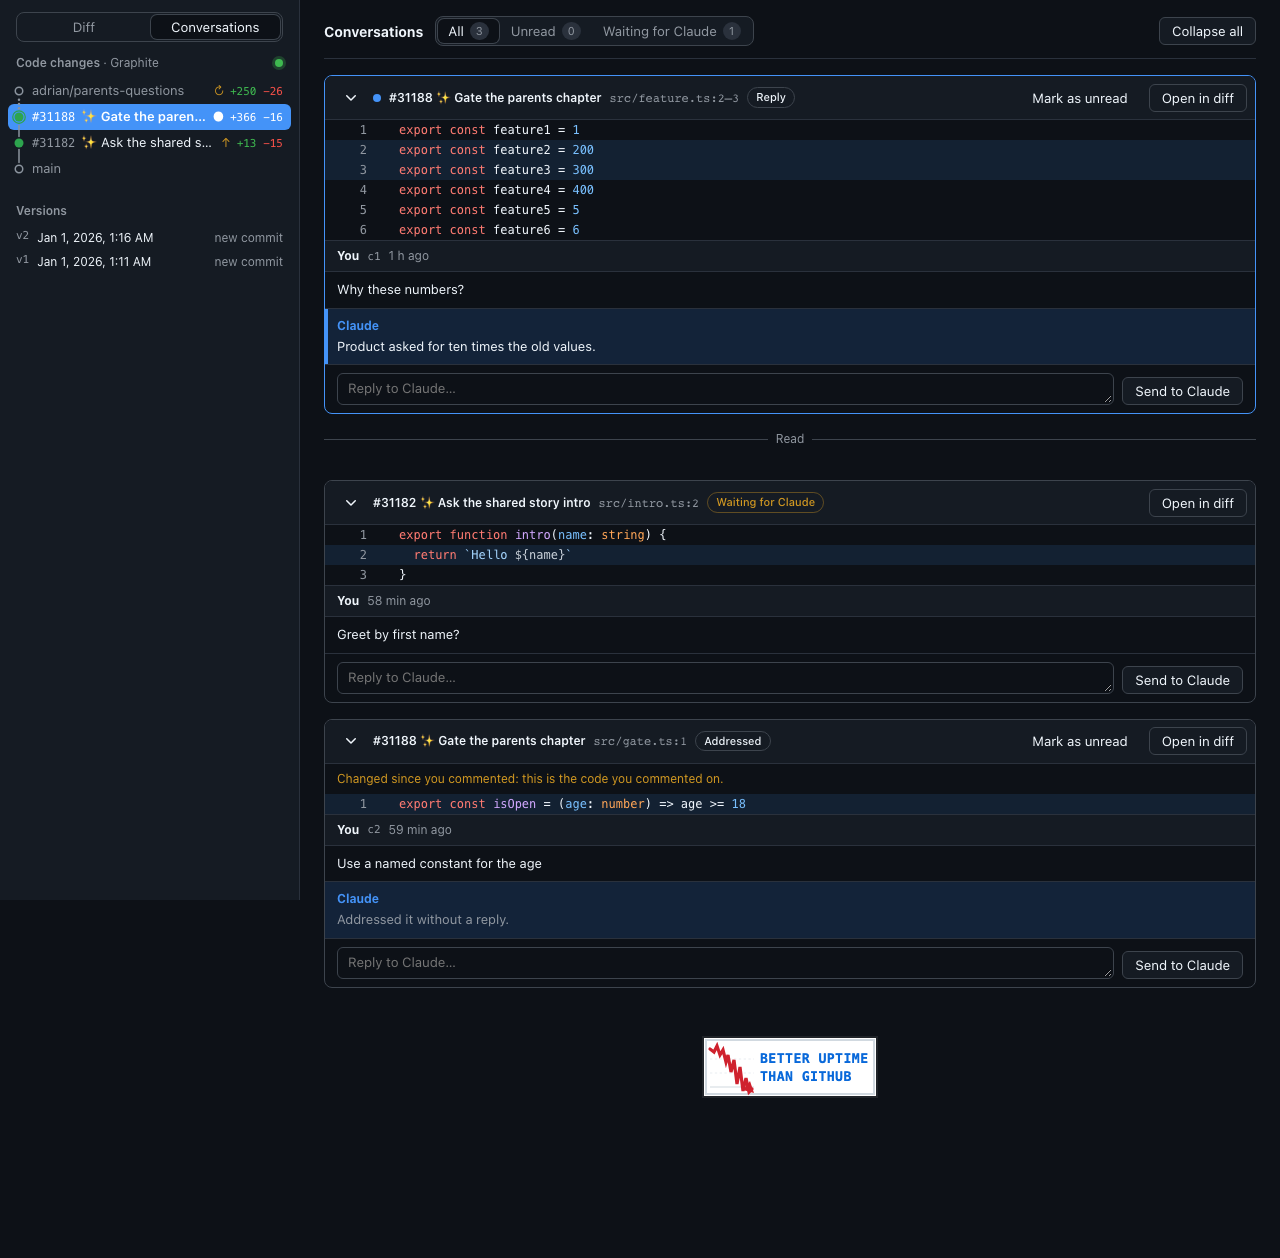 Diff
Conversations
Code changes · Graphite
adrian/parents-questions ↻ +250 −26
#31188 ✨ Gate the paren... +366 −16
#31182 ✨ Ask the shared s... ↑ +13 −15
main
Versions
v2 Jan 1, 2026, 1:16 AM new commit
v1 Jan 1, 2026, 1:11 AM new commit
Conversations All 3 Unread 0 Waiting for Claude 1 Collapse all
#31188 ✨ Gate the parents chapter src/feature.ts:2–3 Reply Mark as unread Open in diff
1 export const feature1 = 1
2 export const feature2 = 200
3 export const feature3 = 300
4 export const feature4 = 400
5 export const feature5 = 5
6 export const feature6 = 6
You c1 1 h ago
Why these numbers?
Claude
Product asked for ten times the old values.
Reply to Claude... Send to Claude
Read
#31182 ✨ Ask the shared story intro src/intro.ts:2 Waiting for Claude Open in diff
1 export function intro(name: string) {
2 return `Hello ${name}`
3 }
You 58 min ago
Greet by first name?
Reply to Claude... Send to Claude
#31188 ✨ Gate the parents chapter src/gate.ts:1 Addressed Mark as unread Open in diff
Changed since you commented: this is the code you commented on.
1 export const isOpen = (age: number) => age >= 18
You c2 59 min ago
Use a named constant for the age
Claude
Addressed it without a reply.
Reply to Claude... Send to Claude
BETTER UPTIME
THAN GITHUB